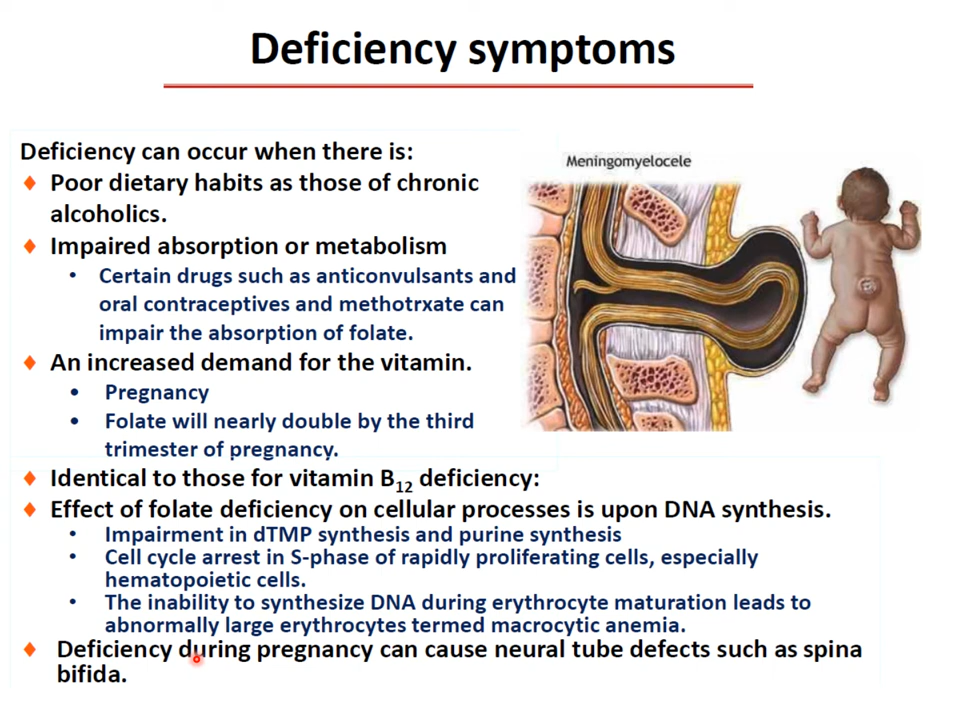 Deficiency symptoms
Deficiency can occur when there is:
♦ Poor dietary habits as those of chronic
alcoholics.
♦ Impaired absorption or metabolism
• Certain drugs such as anticonvulsants and
oral contraceptives and methotrxate can
impair the absorption of folate.
♦ An increased demand for the vitamin.
• Pregnancy
• Folate will nearly double by the third
trimester of pregnancy.
♦ Identical to those for vitamin B12 deficiency:
♦ Effect of folate deficiency on cellular processes is upon DNA synthesis.
• Impairment in dTMP synthesis and purine synthesis
• Cell cycle arrest in S-phase of rapidly proliferating cells, especially
hematopoietic cells.
• The inability to synthesize DNA during erythrocyte maturation leads to
abnormally large erythrocytes termed macrocytic anemia.
♦ Deficiency during pregnancy can cause neural tube defects such as spina
bifida.
Meningomyelocele